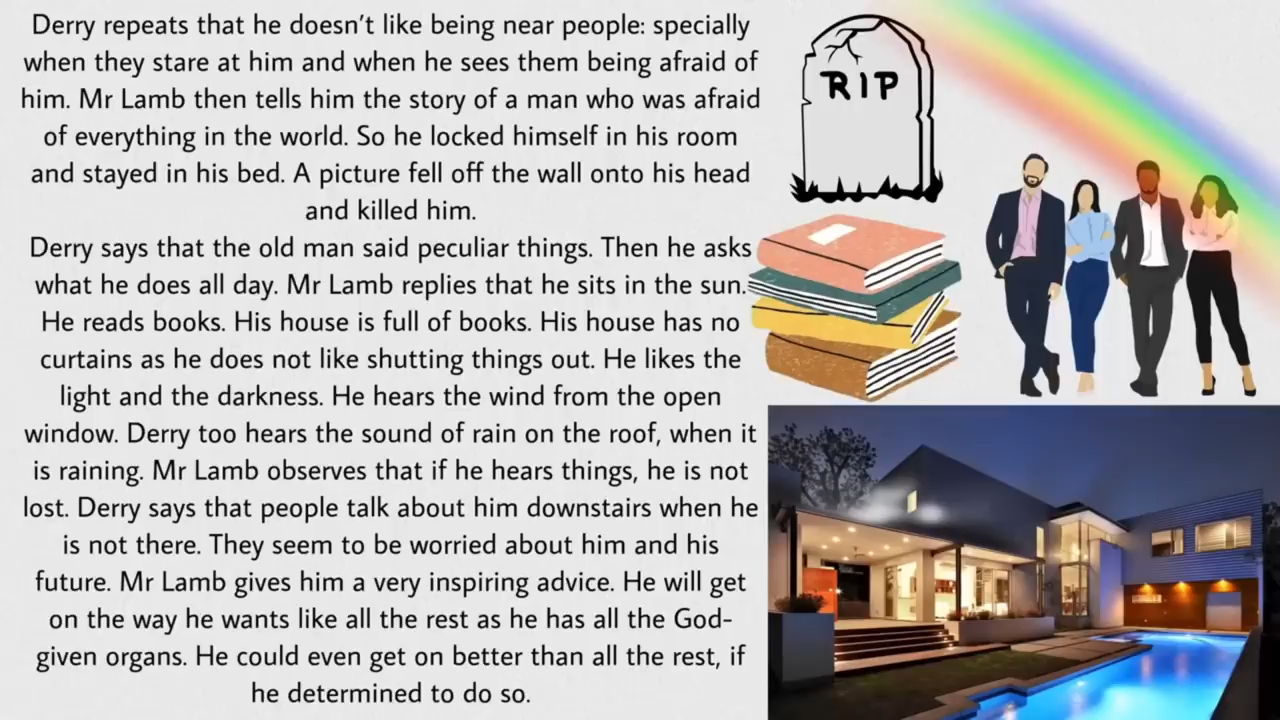 Derry repeats that he doesn't like being near people: specially
when they stare at him and when he sees them being afraid of
him. Mr Lamb then tells him the story of a man who was afraid
of everything in the world. So he locked himself in his room
and stayed in his bed. A picture fell off the wall onto his head
and killed him.
Derry says that the old man said peculiar things. Then he asks
what he does all day. Mr Lamb replies that he sits in the sun.
He reads books. His house is full of books. His house has no
curtains as he does not like shutting things out. He likes the
light and the darkness. He hears the wind from the open
window. Derry too hears the sound of rain on the roof, when it
is raining. Mr Lamb observes that if he hears things, he is not
lost. Derry says that people talk about him downstairs when he
is not there. They seem to be worried about him and his
future. Mr Lamb gives him a very inspiring advice. He will get
on the way he wants like all the rest as he has all the God-
given organs. He could even get on better than all the rest, if
he determined to do so.
RIP